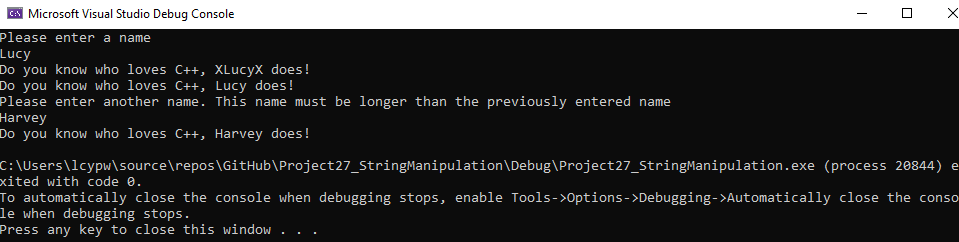 Microsoft Visual Studio Debug Console
Please enter a name
Lucy
Do you know who loves C++, XLucyX does!
Do you know who loves C++, Lucy does!
Please enter another name. This name must be longer than the previously entered name
Harvey
Do you know who loves C++, Harvey does!
C:\Users\lcypw\source\repos\GitHub\Project27_StringManipulation\Debug\Project27_StringManipulation.exe (process 20844) e
xited with code 0.
To automatically close the console when debugging stops, enable Tools->Options->Debugging->Automatically close the conso
le when debugging stops.
Press any key to close this window . . .